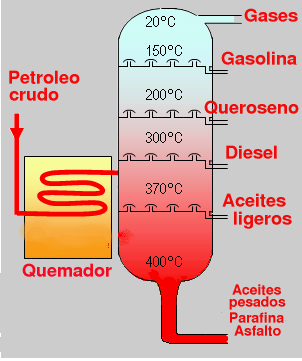 20°C
Gases
150°C
Gasolina
Petroleo
crudo
200°C
Queroseno
300°C
Diesel
370°C
Aceites
ligeros
Quemador
400°C
Aceites
pesados
Parafina
Asfalto